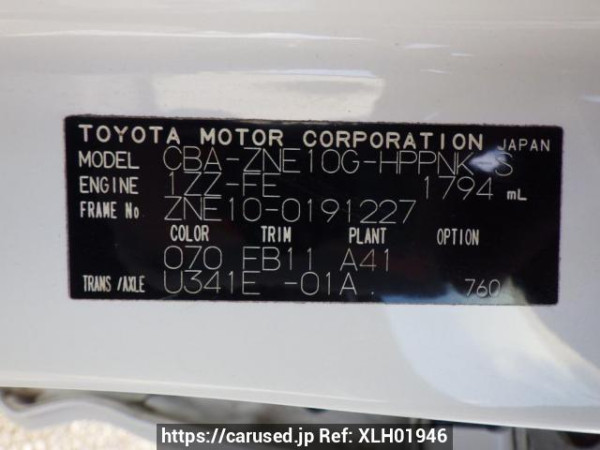 TOYOTA MOTOR CORPORATION JAPAN
MODEL CBA-ZNE10G-HPPNK S
ENGINE 1ZZ-FE 1794 mL
FRAME No ZNE10-0191227
COLOR TRIM PLANT OPTION
070 FB11 A41
TRANS/AXLE U341E -01A 760
https://carused.jp Ref: XLH01946